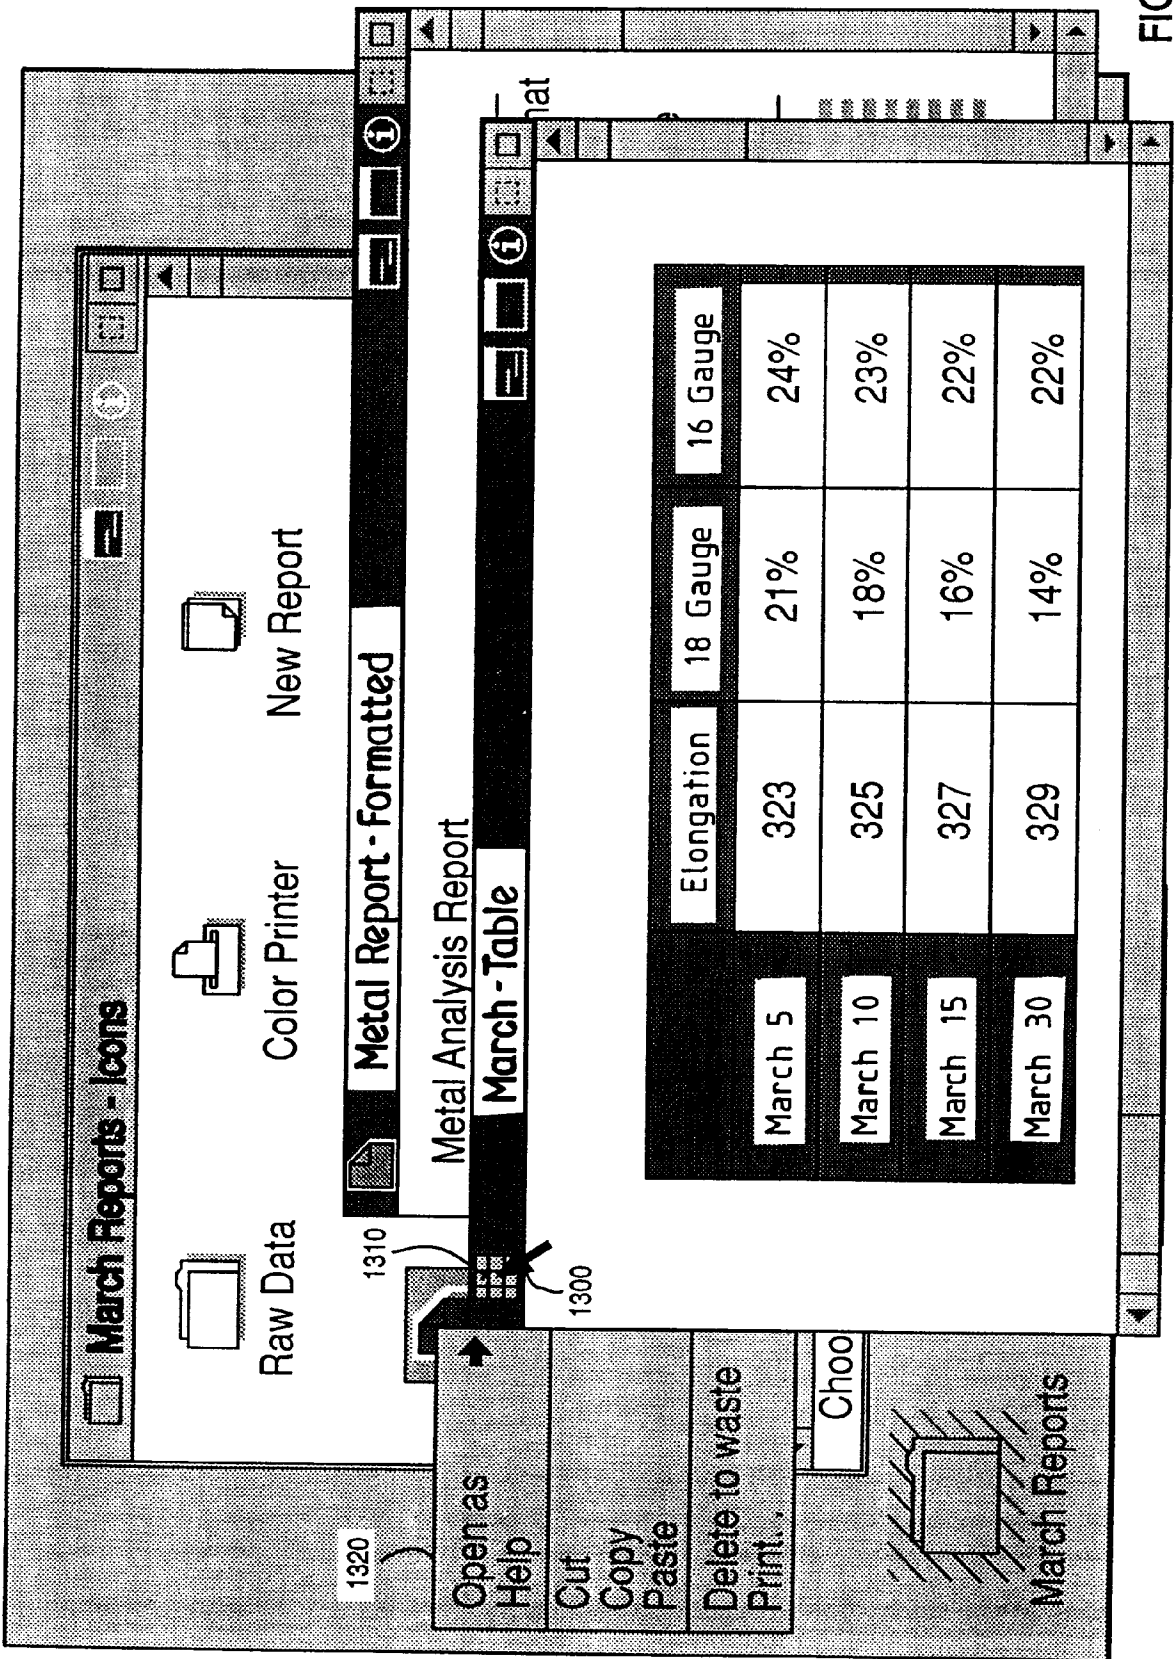 March Reports - Icons
Raw Data
Color Printer
New Report
Metal Report - Formatted
Metal Analysis Report
March - Table
1310
1300
1320
Open as
Help
Cut
Copy
Paste
Delete to waste
Print. . .
Choo
March Reports
Elongation 18 Gauge 16 Gauge
March 5 323 21% 24%
March 10 325 18% 23%
March 15 327 16% 22%
March 30 329 14% 22%
nat
e
FIG